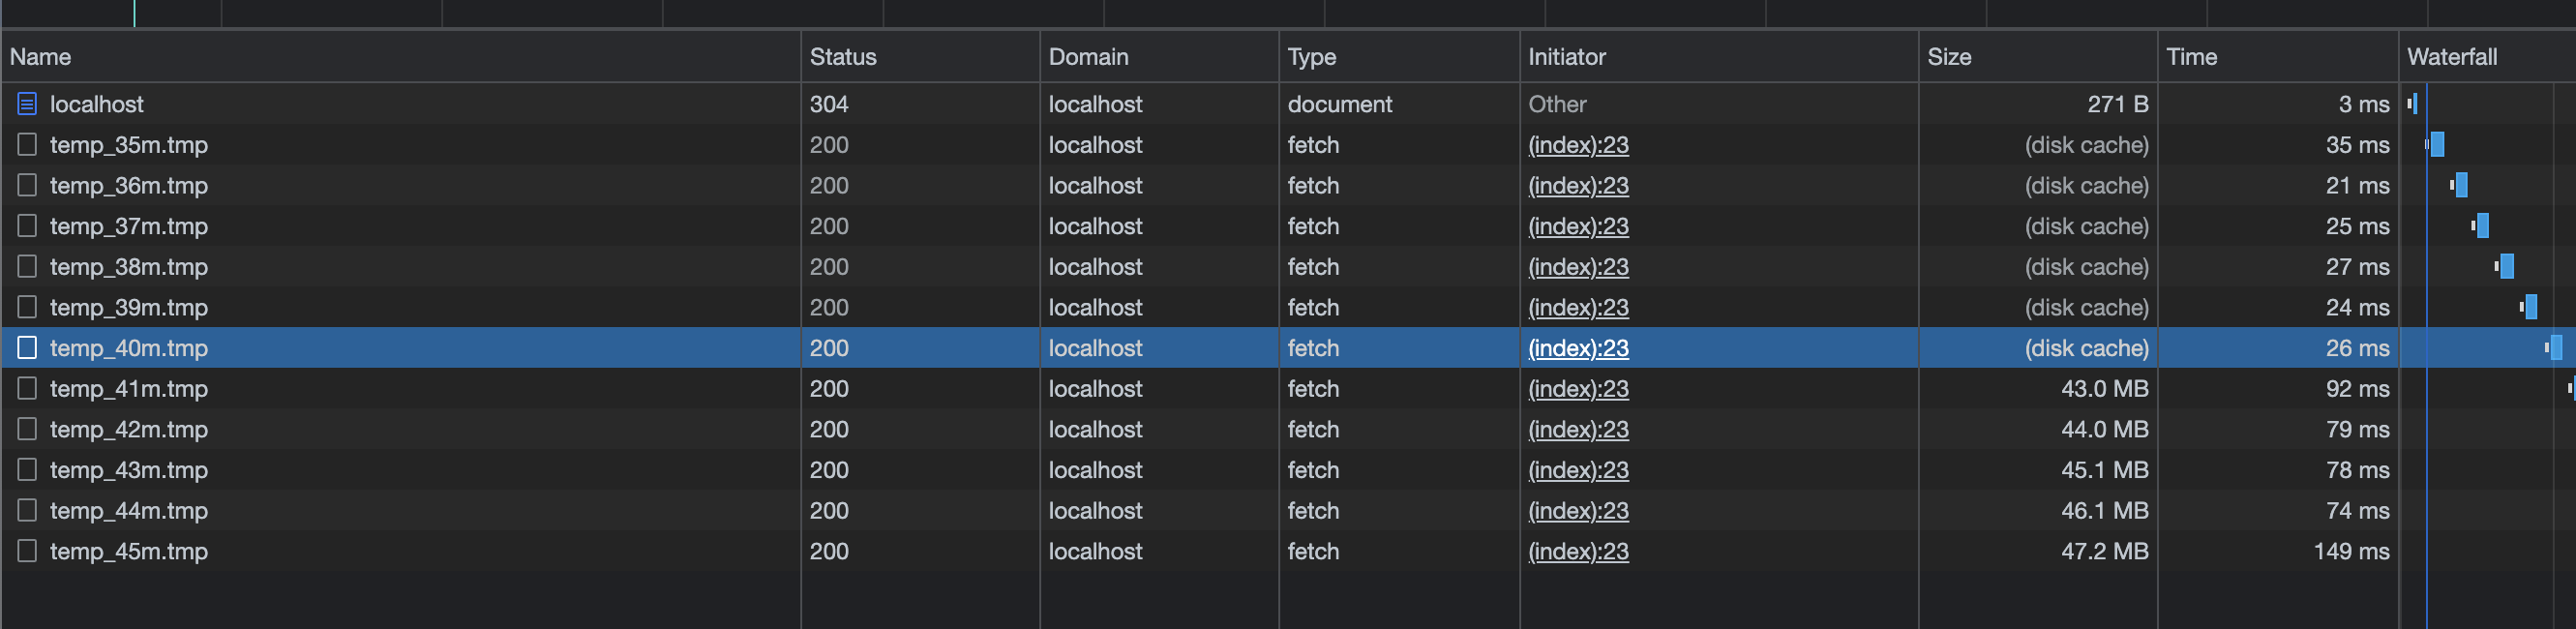 Name Status Domain Type Initiator Size Time Waterfall
localhost 304 localhost document Other 271 B 3 ms
temp_35m.tmp 200 localhost fetch (index):23 (disk cache) 35 ms
temp_36m.tmp 200 localhost fetch (index):23 (disk cache) 21 ms
temp_37m.tmp 200 localhost fetch (index):23 (disk cache) 25 ms
temp_38m.tmp 200 localhost fetch (index):23 (disk cache) 27 ms
temp_39m.tmp 200 localhost fetch (index):23 (disk cache) 24 ms
temp_40m.tmp 200 localhost fetch (index):23 (disk cache) 26 ms
temp_41m.tmp 200 localhost fetch (index):23 43.0 MB 92 ms
temp_42m.tmp 200 localhost fetch (index):23 44.0 MB 79 ms
temp_43m.tmp 200 localhost fetch (index):23 45.1 MB 78 ms
temp_44m.tmp 200 localhost fetch (index):23 46.1 MB 74 ms
temp_45m.tmp 200 localhost fetch (index):23 47.2 MB 149 ms